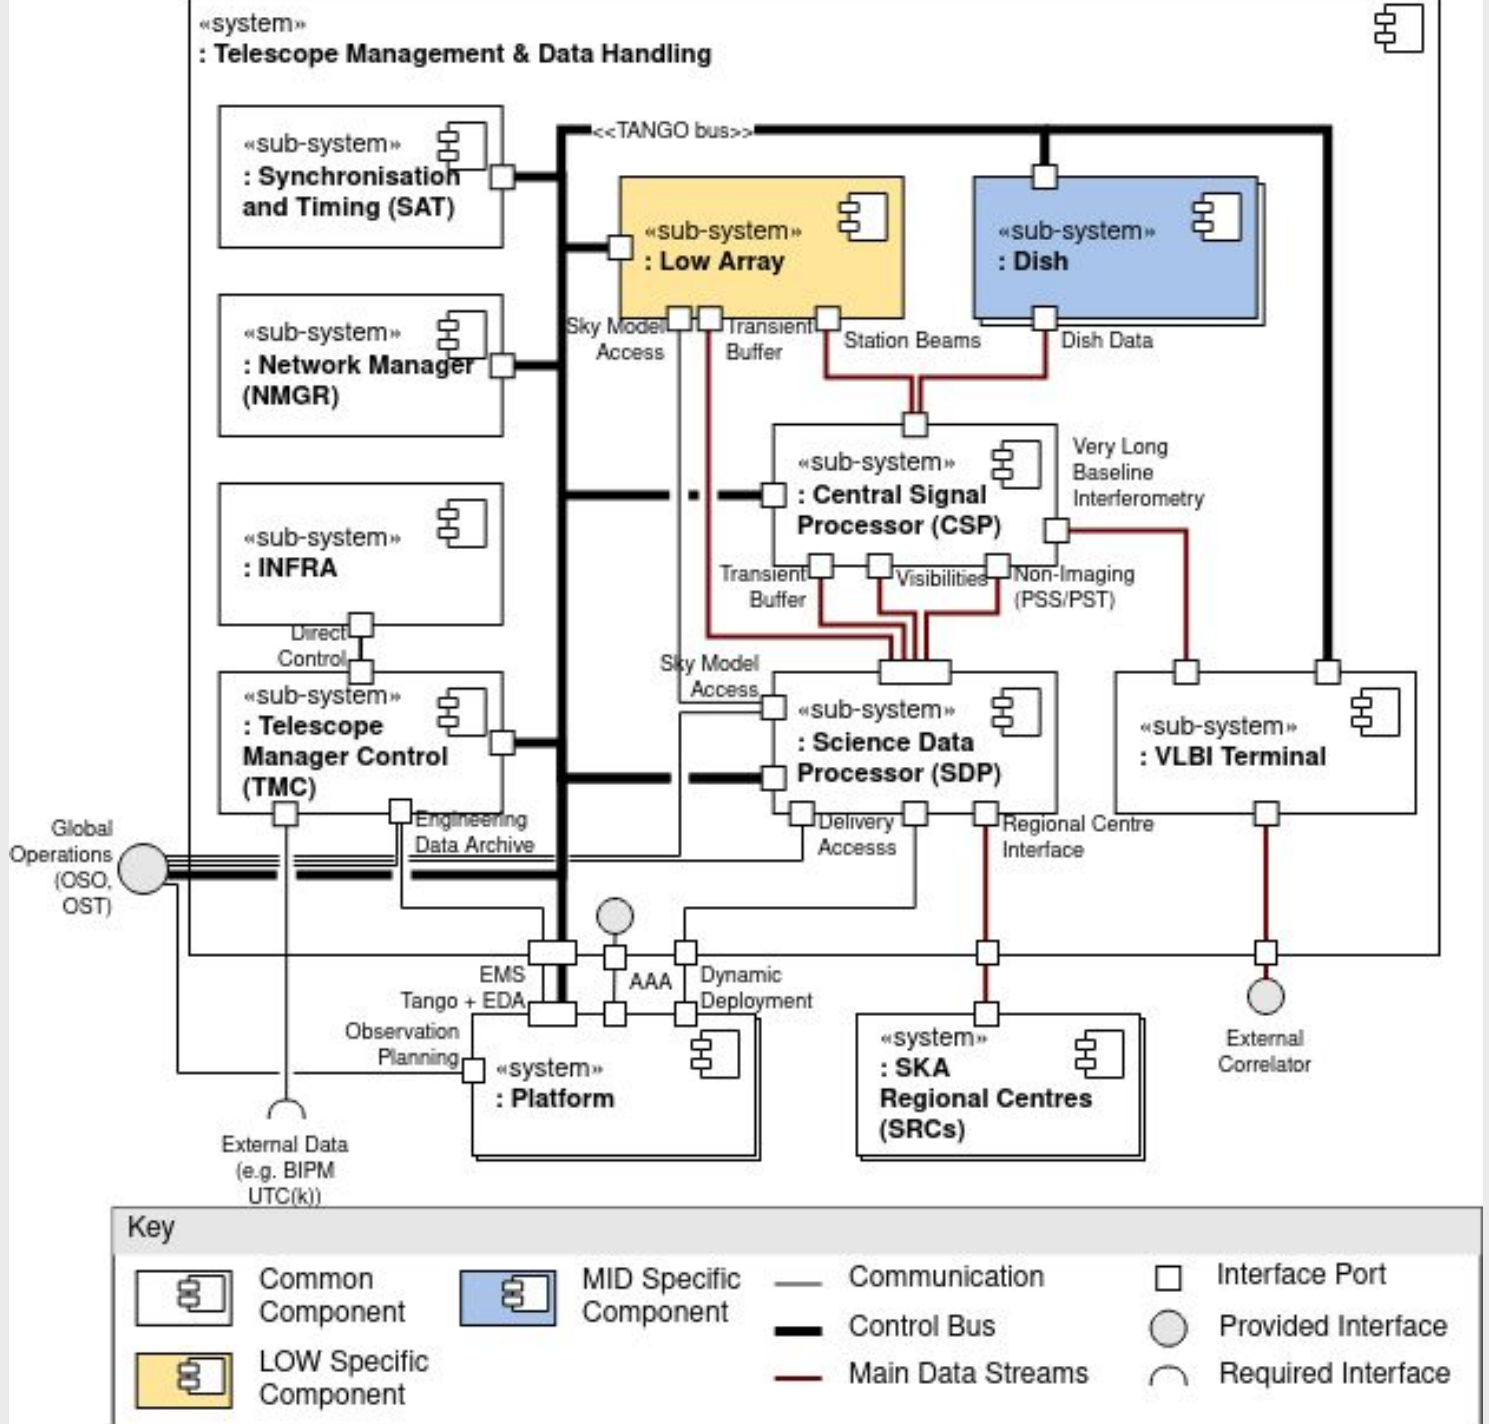 «system»
: Telescope Management & Data Handling
<<TANGO bus>>
«sub-system»
: Synchronisation
and Timing (SAT)
«sub-system»
: Low Array
«sub-system»
: Dish
Sky Model
Access
Transient
Buffer
Station Beams
Dish Data
«sub-system»
: Network Manager
(NMGR)
«sub-system»
: Central Signal
Processor (CSP)
Very Long
Baseline
Interferometry
«sub-system»
: INFRA
Transient
Buffer
Visibilities
Non-Imaging
(PSS/PST)
Direct
Control
Sky Model
Access
«sub-system»
: Telescope
Manager Control
(TMC)
«sub-system»
: Science Data
Processor (SDP)
«sub-system»
: VLBI Terminal
Global
Operations
(OSO,
OST)
Engineering
Data Archive
Delivery
Accesss
Regional Centre
Interface
EMS
Tango + EDA
AAA
Dynamic
Deployment
Observation
Planning
«system»
: Platform
«system»
: SKA
Regional Centres
(SRCs)
External
Correlator
External Data
(e.g. BIPM
UTC(k))
Key
Common
Component
MID Specific
Component
LOW Specific
Component
Communication
Control Bus
Main Data Streams
Interface Port
Provided Interface
Required Interface